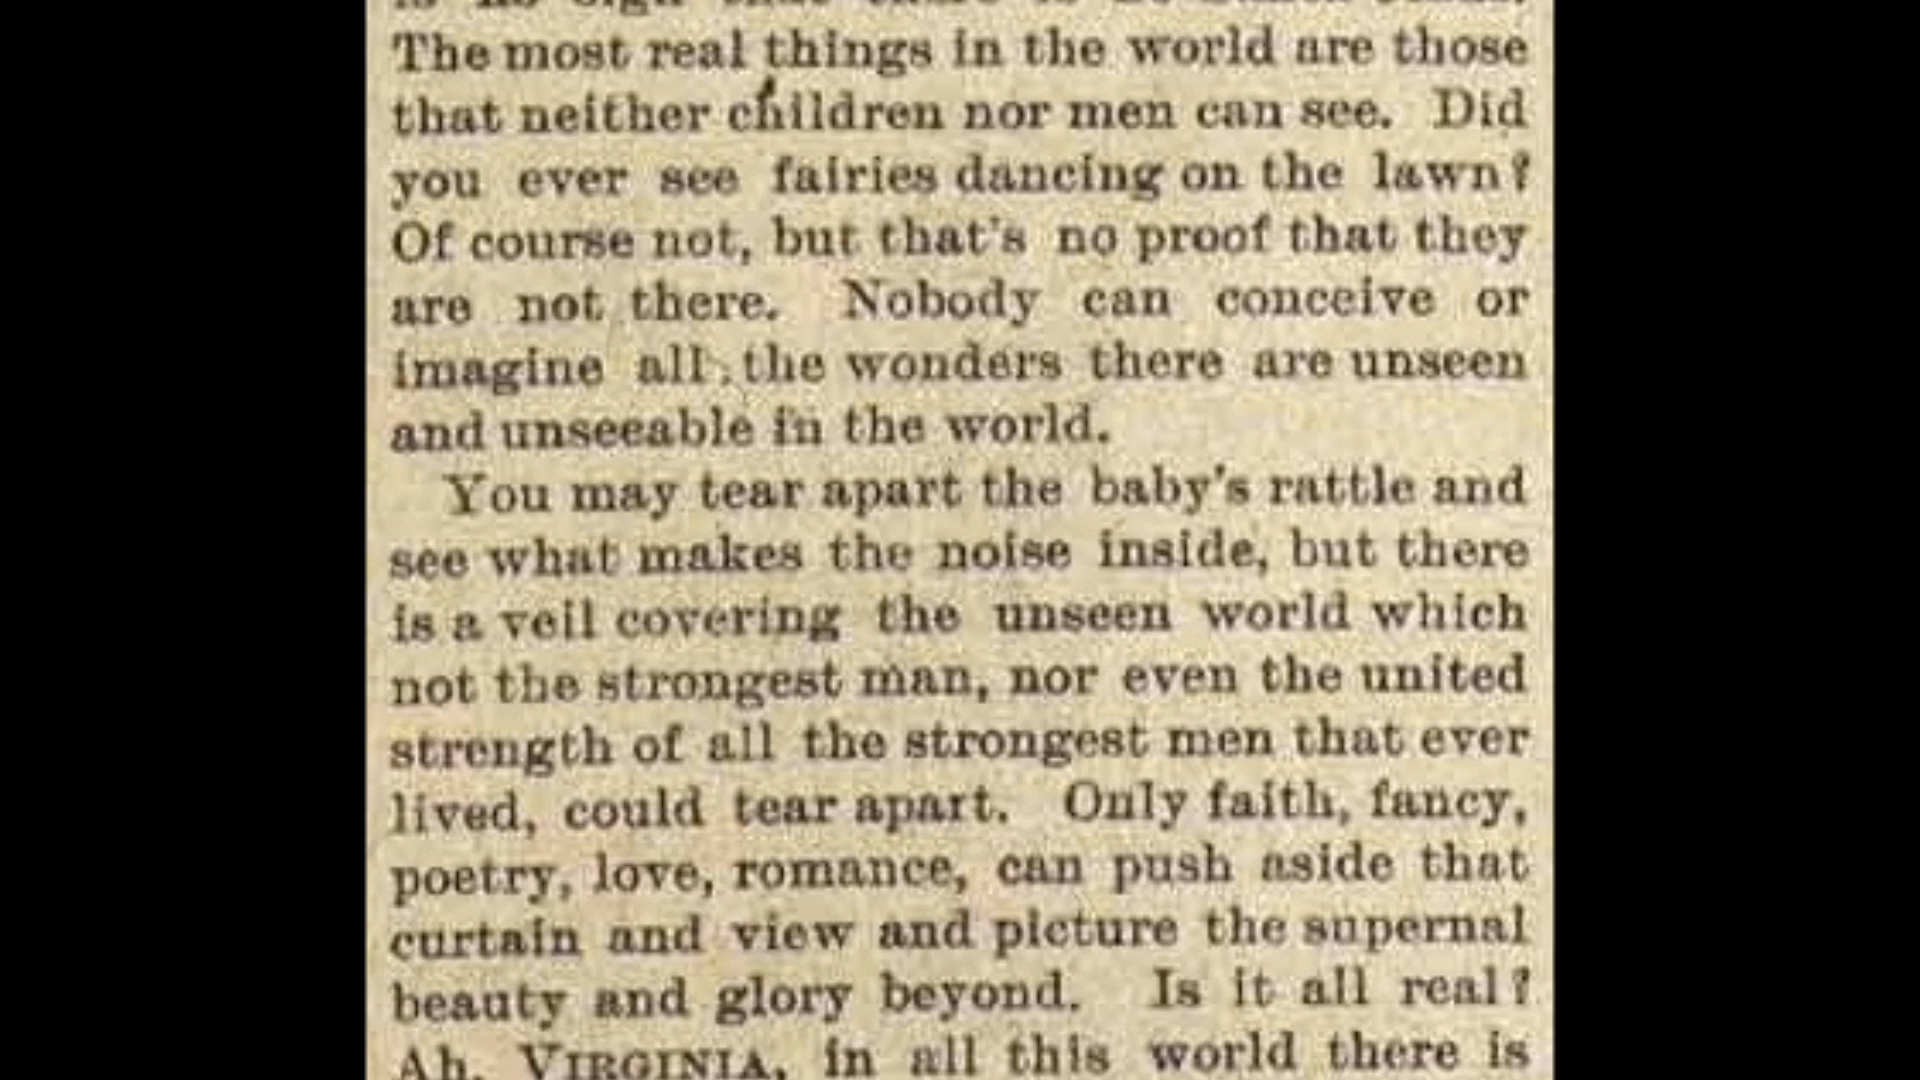 The most real things in the world are those
that neither children nor men can see. Did
you ever see fairies dancing on the lawn?
Of course not, but that's no proof that they
are not there. Nobody can conceive or
imagine all the wonders there are unseen
and unseeable in the world.
You may tear apart the baby's rattle and
see what makes the noise inside, but there
is a veil covering the unseen world which
not the strongest man, nor even the united
strength of all the strongest men that ever
lived, could tear apart. Only faith, fancy,
poetry, love, romance, can push aside that
curtain and view and picture the supernal
beauty and glory beyond. Is it all real?
Ah, VIRGINIA, in all this world there is